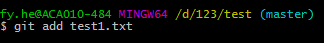 fy.he@ACA010-484 MINGW64 /d/123/test (master)
$ git add test1.txt